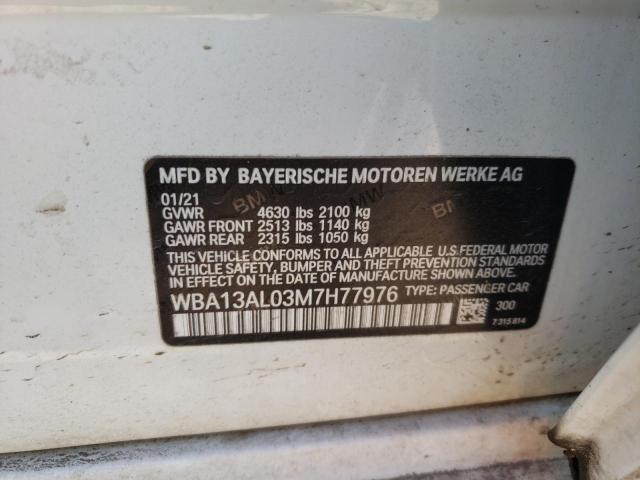 MFD BY BAYERISCHE MOTOREN WERKE AG
01/21
GVWR 4630 lbs 2100 kg
GAWR FRONT 2513 lbs 1140 kg
GAWR REAR 2315 lbs 1050 kg
THIS VEHICLE CONFORMS TO ALL APPLICABLE U.S. FEDERAL MOTOR
VEHICLE SAFETY, BUMPER AND THEFT PREVENTION STANDARDS
IN EFFECT ON THE DATE OF MANUFACTURE SHOWN ABOVE.
WBA13AL03M7H77976 TYPE: PASSENGER CAR
300
7315814